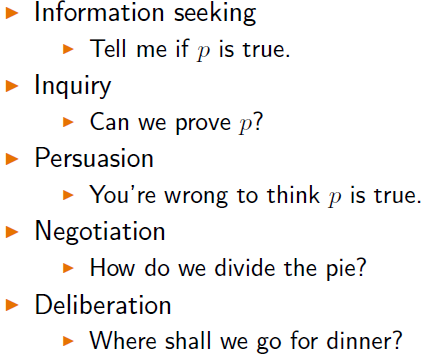 Information seeking
Tell me if p is true.
Inquiry
Can we prove p?
Persuasion
You're wrong to think p is true.
Negotiation
How do we divide the pie?
Deliberation
Where shall we go for dinner?